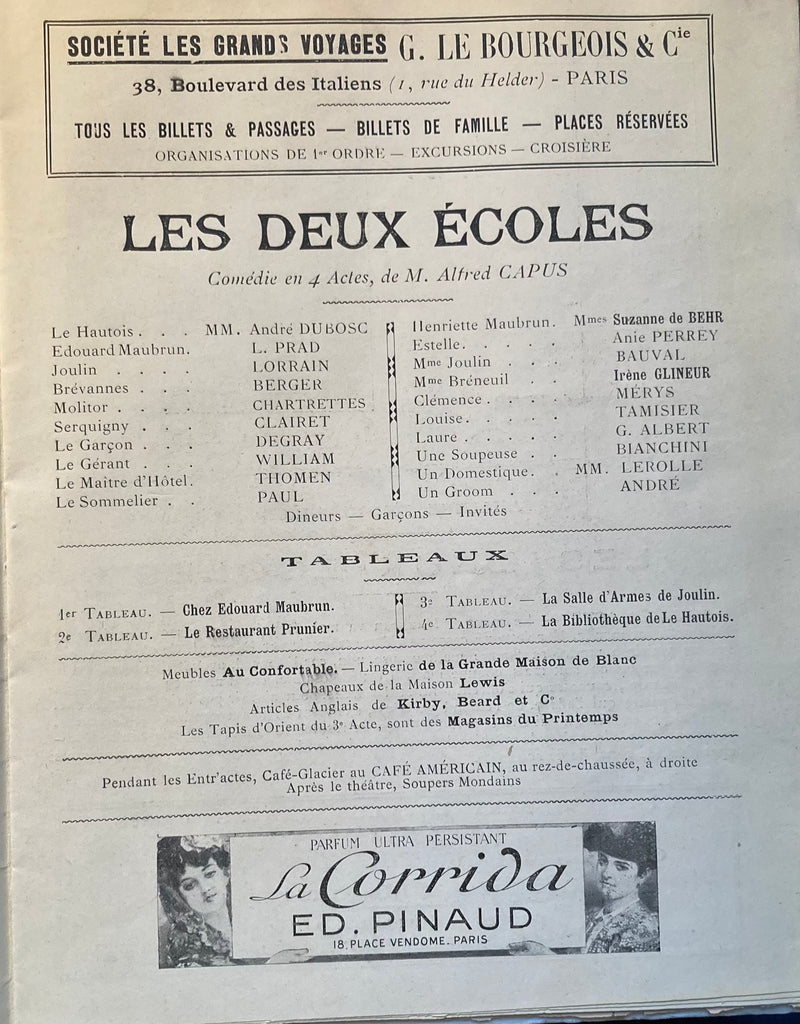 SOCIÉTÉ LES GRANDS VOYAGES G. LE BOURGEOIS & Cie
38, Boulevard des Italiens (1, rue du Helder) - PARIS
TOUS LES BILLETS & PASSAGES — BILLETS DE FAMILLE — PLACES RÉSERVÉES
ORGANISATIONS DE 1er ORDRE — EXCURSIONS — CROISIÈRE
LES DEUX ÉCOLES
Comédie en 4 Actes, de M. Alfred CAPUS
Le Hautois . . . MM. André DUBOSC
Edouard Maubrun. L. PRAD
Joulin . . . . LORRAIN
Brévannes . . . BERGER
Molitor . . . . CHARTRETTES
Serquigny . . . CLAIRET
Le Garçon . . . DEGRAY
Le Gérant . . . WILLIAM
Le Maitre d'Hôtel. THOMEN
Le Sommelier . . PAUL
Henriette Maubrun. Mmes Suzanne de BEHR
Estelle. . . . . Anie PERREY
Mme Joulin . . . BAUVAL
Mme Bréneuil . . Irène GLINEUR
Clémence . . . . MÉRYS
Louise. . . . . TAMISIER
Laure . . . . . G. ALBERT
Une Soupeuse . . BIANCHINI
Un Domestique. . MM. LEROLLE
Un Groom . . . ANDRÉ
Dineurs — Garçons — Invités
TABLEAUX
1er TABLEAU. — Chez Edouard Maubrun.
2e TABLEAU. — Le Restaurant Prunier.
3e TABLEAU. — La Salle d'Armes de Joulin.
4e TABLEAU. — La Bibliothèque de Le Hautois.
Meubles Au Confortable. — Lingerie de la Grande Maison de Blanc
Chapeaux de la Maison Lewis
Articles Anglais de Kirby, Beard et Co
Les Tapis d'Orient du 3e Acte, sont des Magasins du Printemps
Pendant les Entr'actes, Café-Glacier au CAFÉ AMÉRICAIN, au rez-de-chaussée, à droite
Après le théâtre, Soupers Mondains
PARFUM ULTRA PERSISTANT
La Corrida
ED. PINAUD
18, PLACE VENDOME. PARIS